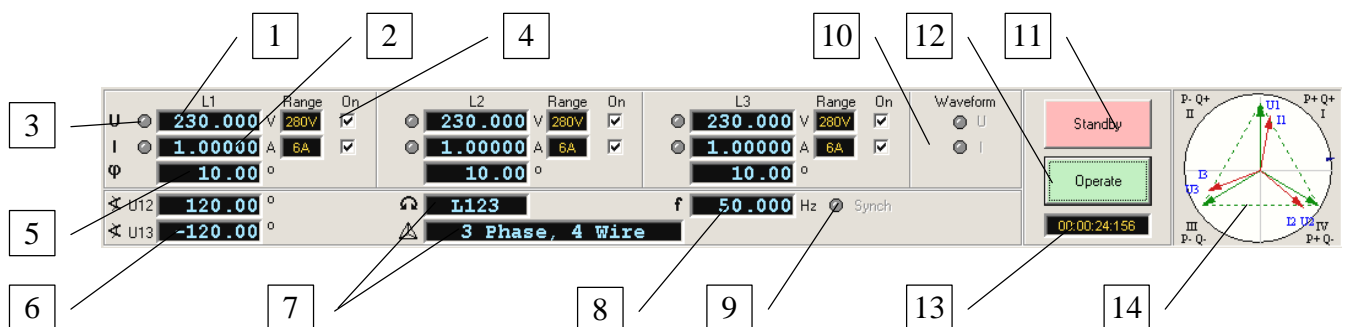 1 2 4 10 12 11
L1 Range On L2 Range On L3 Range On Waveform
3 U 230.000 V 280V 230.000 V 280V 230.000 V 280V U Standby
I 1.00000 A 6A 1.00000 A 6A 1.00000 A 6A I
φ 10.00 ° 10.00 ° 10.00 ° Operate
5 ∢ U12 120.00 ° L123 f 50.000 Hz Synch
∢ U13 -120.00 ° 3 Phase, 4 Wire 00:00:24:156
P- Q+ P+ Q+
II U1 I
I1
I3
U3
I2 U2
III IV
P- Q- P+ Q-
6 7 8 9 13 14